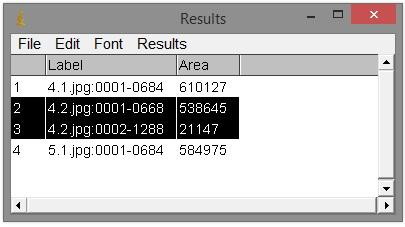 Results
File Edit Font Results
Label Area
1 4.1.jpg:0001-0684 610127
2 4.2.jpg:0001-0668 538645
3 4.2.jpg:0002-1288 21147
4 5.1.jpg:0001-0684 584975